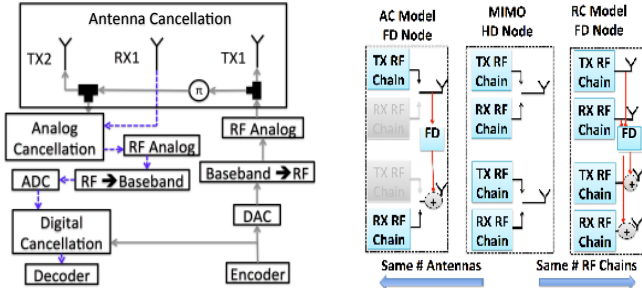 Antenna Cancellation
TX2
RX1
TX1
π
Analog
Cancellation
RF Analog
RF Analog
ADC
RF → Baseband
Baseband → RF
Digital
Cancellation
DAC
Decoder
Encoder
AC Model
FD Node
MIMO
HD Node
RC Model
FD Node
TX RF
Chain
TX RF
Chain
TX RF
Chain
RX RF
Chain
RX RF
Chain
RX RF
Chain
FD
FD
TX RF
Chain
TX RF
Chain
TX RF
Chain
+
+
+
RX RF
Chain
RX RF
Chain
RX RF
Chain
Same # Antennas
Same # RF Chains